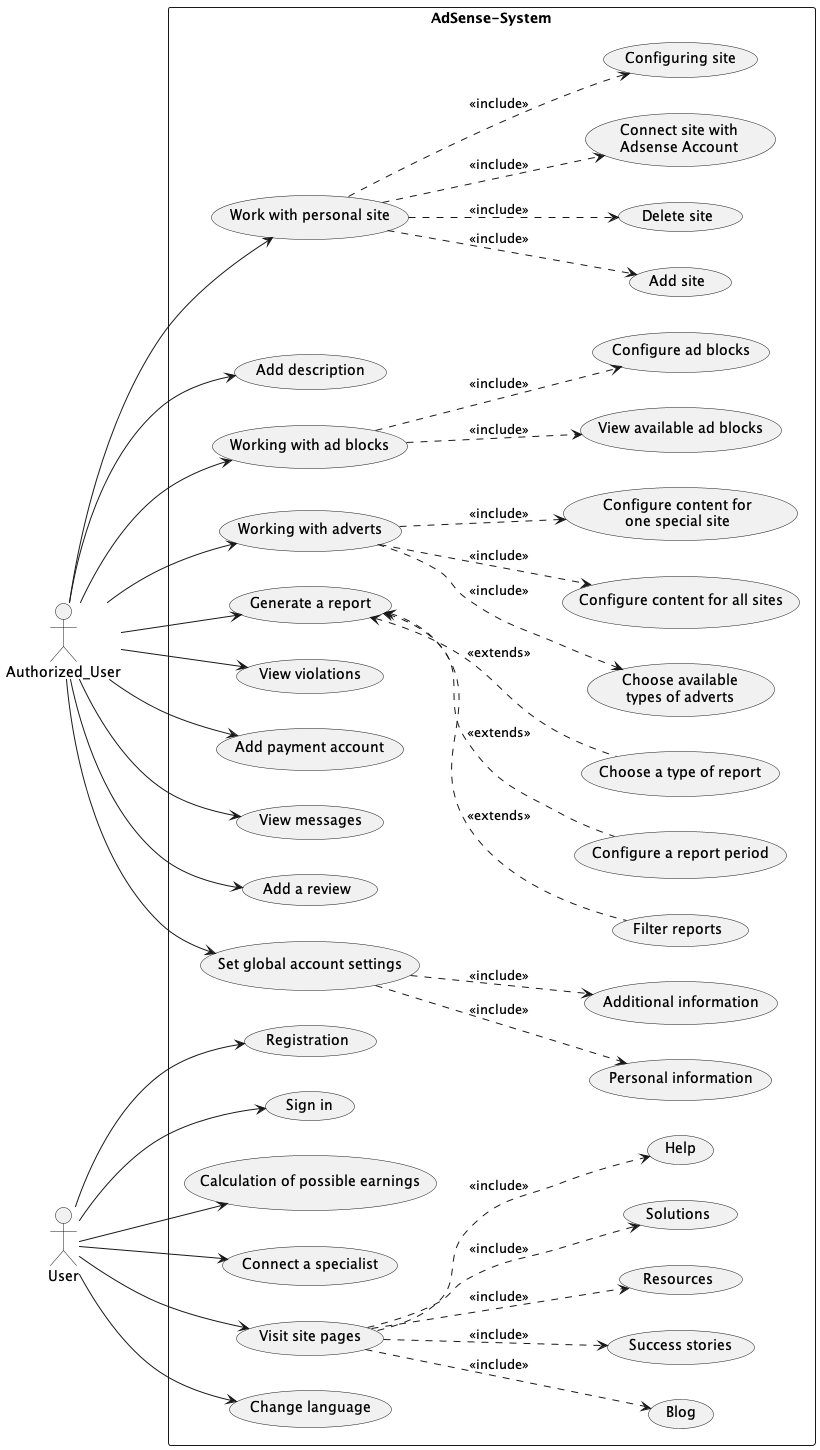 AdSense-System
Configuring site
«include»
Connect site with
Adsense Account
«include»
Work with personal site
«include»
Delete site
«include»
Add site
Add description
Configure ad blocks
«include»
Working with ad blocks
«include»
View available ad blocks
Configure content for
one special site
«include»
Working with adverts
«include»
Configure content for all sites
«include»
Generate a report
Authorized_User
View violations
«extends»
Choose available
types of adverts
Add payment account
«extends»
Choose a type of report
View messages
«extends»
Configure a report period
Add a review
Filter reports
Set global account settings
«include»
Additional information
«include»
Registration
Personal information
Sign in
Help
Calculation of possible earnings
«include»
Solutions
User
Connect a specialist
«include»
Resources
«include»
Visit site pages
«include»
Success stories
«include»
Change language
Blog